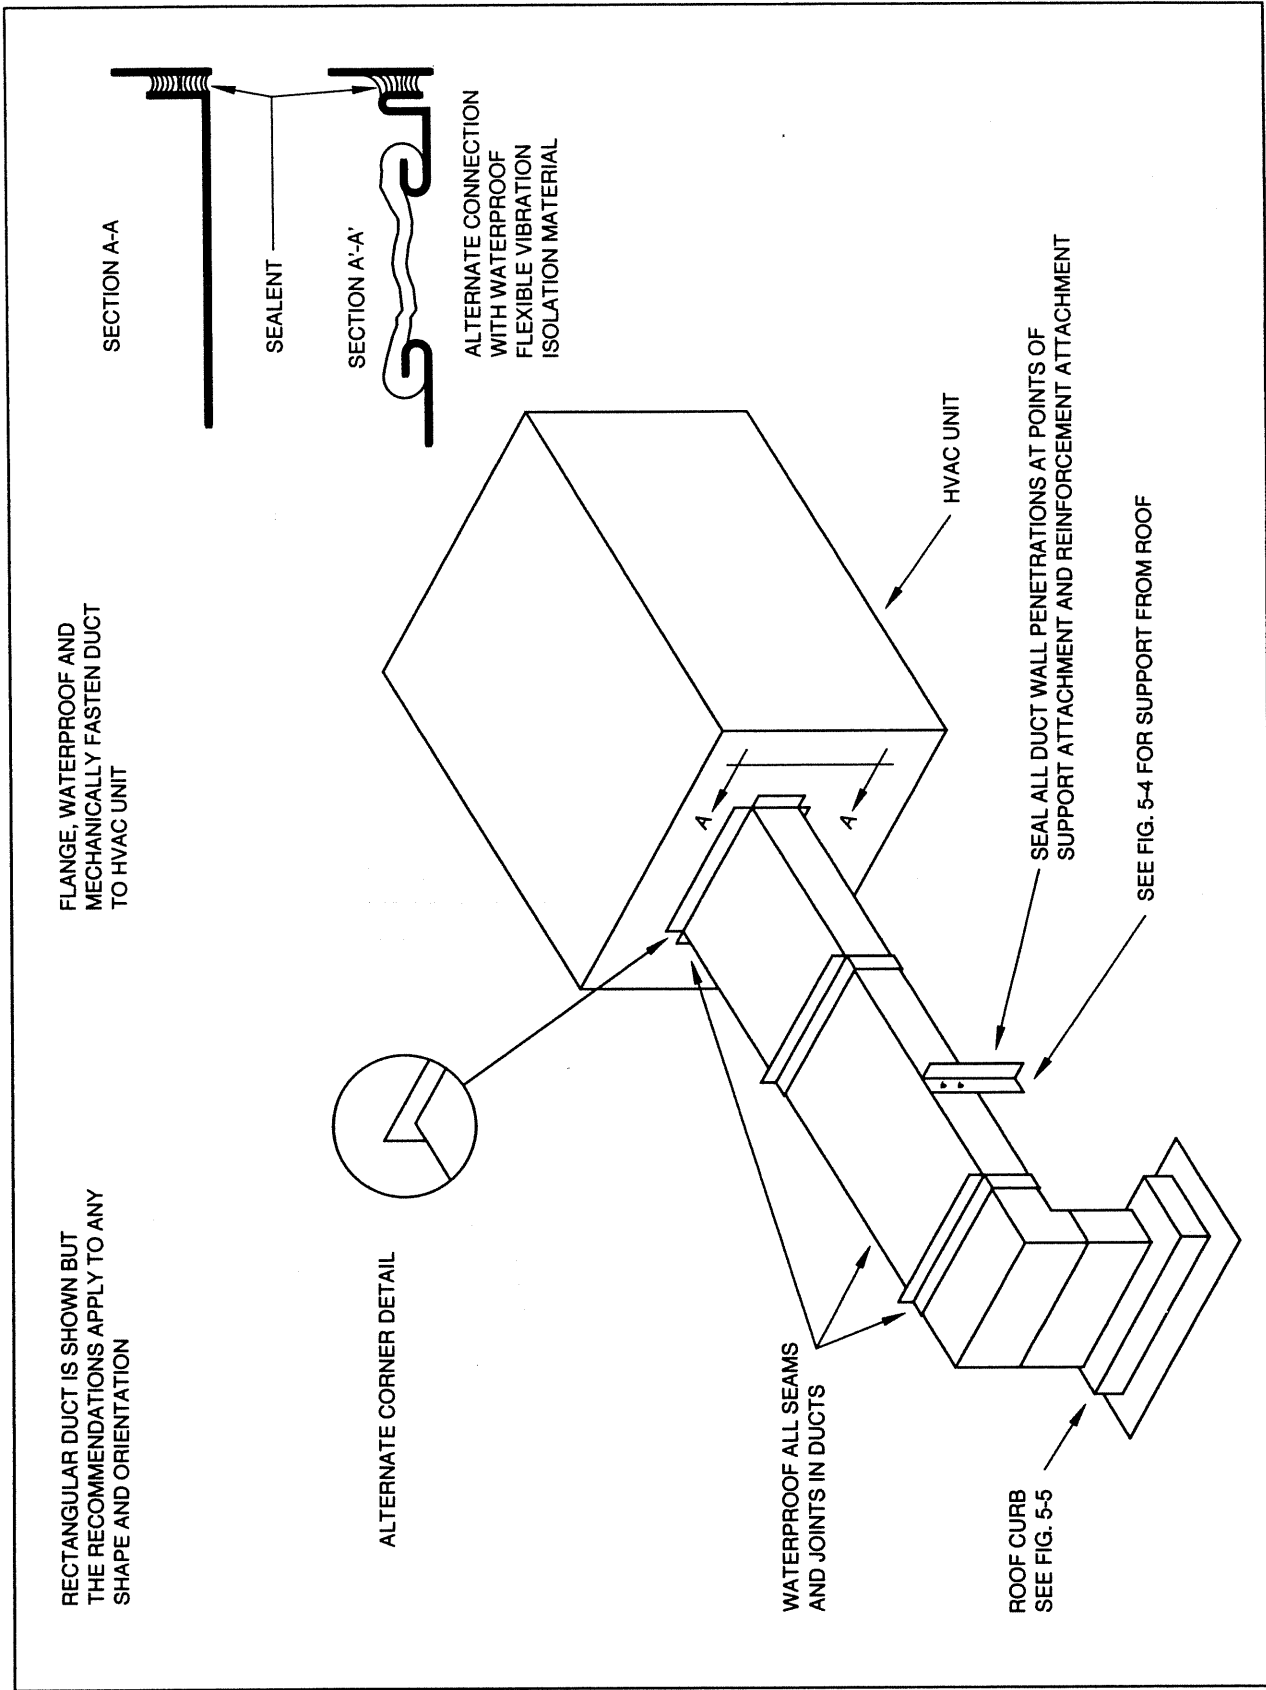 RECTANGULAR DUCT IS SHOWN BUT
THE RECOMMENDATIONS APPLY TO ANY
SHAPE AND ORIENTATION
FLANGE, WATERPROOF AND
MECHANICALLY FASTEN DUCT
TO HVAC UNIT
SECTION A-A
SEALENT
SECTION A'-A'
ALTERNATE CONNECTION
WITH WATERPROOF
FLEXIBLE VIBRATION
ISOLATION MATERIAL
ALTERNATE CORNER DETAIL
A
A
HVAC UNIT
WATERPROOF ALL SEAMS
AND JOINTS IN DUCTS
SEAL ALL DUCT WALL PENETRATIONS AT POINTS OF
SUPPORT ATTACHMENT AND REINFORCEMENT ATTACHMENT
SEE FIG. 5-4 FOR SUPPORT FROM ROOF
ROOF CURB
SEE FIG. 5-5